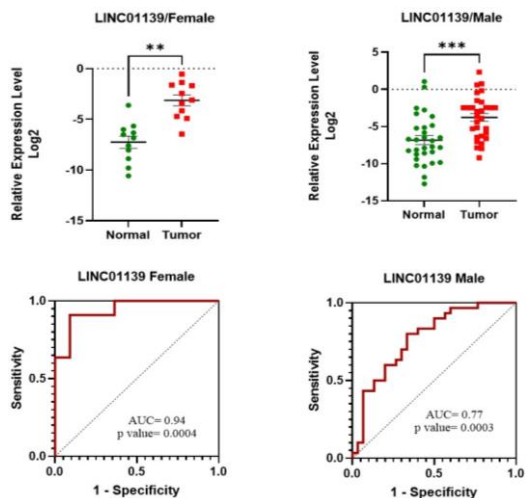 LINC01139/Female
**
Relative Expression Level
Log2
0
-5
-10
-15
Normal
Tumor
LINC01139/Male
***
Relative Expression Level
Log2
5
0
-5
-10
-15
Normal
Tumor
LINC01139 Female
Sensitivity
1.0
0.5
0.0
AUC= 0.94
p value= 0.0004
0.0
0.5
1.0
1 - Specificity
LINC01139 Male
Sensitivity
1.0
0.5
0.0
AUC= 0.77
p value= 0.0003
0.0
0.5
1.0
1 - Specificity